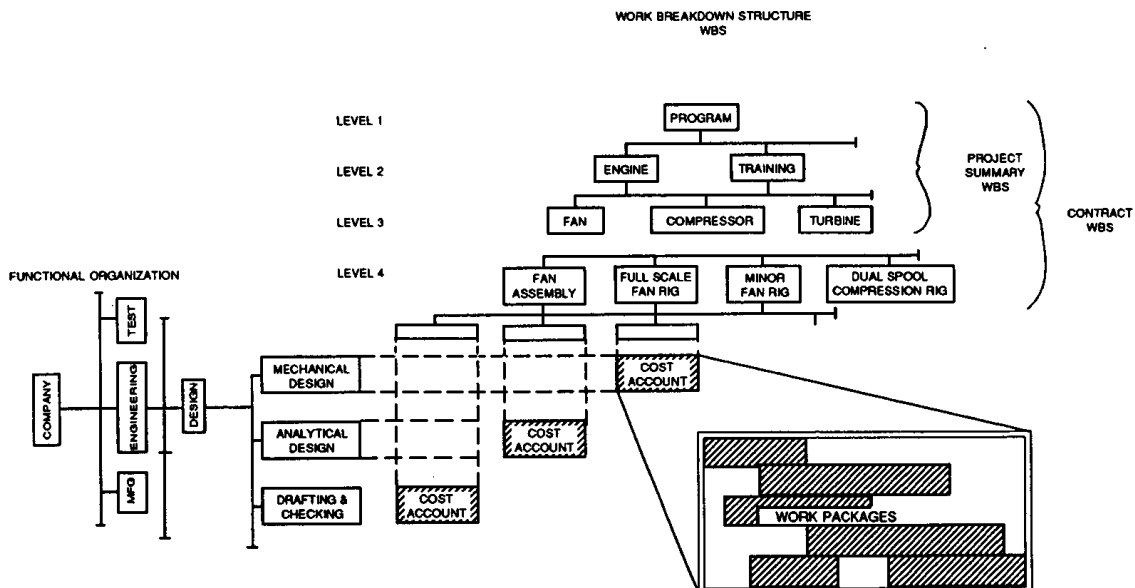 WORK BREAKDOWN STRUCTURE
WBS
LEVEL 1
PROGRAM
LEVEL 2
ENGINE
TRAINING
PROJECT
SUMMARY
WBS
LEVEL 3
FAN
COMPRESSOR
TURBINE
CONTRACT
WBS
LEVEL 4
FAN
ASSEMBLY
FULL SCALE
FAN RIG
MINOR
FAN RIG
DUAL SPOOL
COMPRESSION RIG
FUNCTIONAL ORGANIZATION
COMPANY
TEST
ENGINEERING
MFG
DESIGN
MECHANICAL
DESIGN
COST
ACCOUNT
ANALYTICAL
DESIGN
COST
ACCOUNT
DRAFTING &
CHECKING
COST
ACCOUNT
WORK PACKAGES